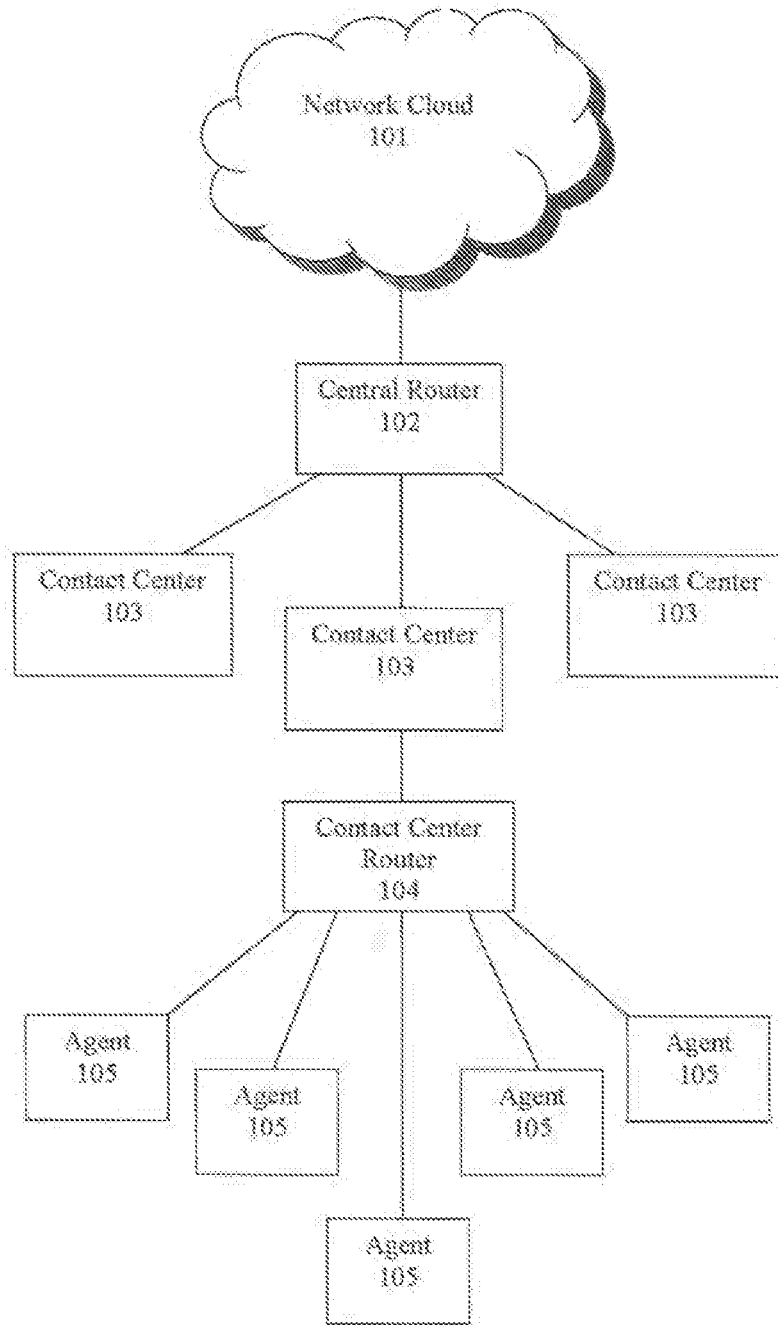 Network Cloud
101
Central Router
102
Contact Center
103
Contact Center
103
Contact Center
103
Contact Center
Router
104
Agent
105
Agent
105
Agent
105
Agent
105
Agent
105